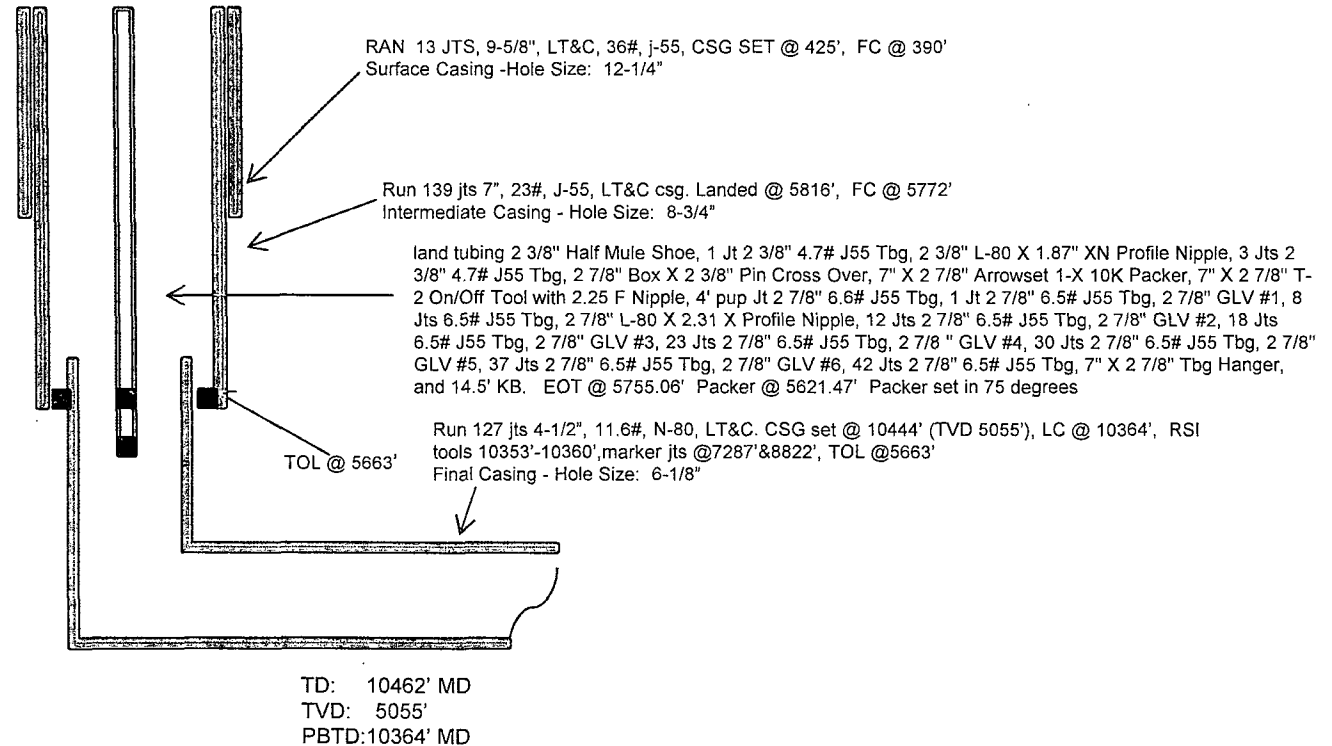 RAN 13 JTS, 9-5/8", LT&C, 36#, j-55, CSG SET @ 425', FC @ 390'
Surface Casing -Hole Size: 12-1/4"
Run 139 jts 7", 23#, J-55, LT&C csg. Landed @ 5816', FC @ 5772'
Intermediate Casing - Hole Size: 8-3/4"
land tubing 2 3/8" Half Mule Shoe, 1 Jt 2 3/8" 4.7# J55 Tbg, 2 3/8" L-80 X 1.87" XN Profile Nipple, 3 Jts 2
3/8" 4.7# J55 Tbg, 2 7/8" Box X 2 3/8" Pin Cross Over, 7" X 2 7/8" Arrowset 1-X 10K Packer, 7" X 2 7/8" T-
2 On/Off Tool with 2.25 F Nipple, 4' pup Jt 2 7/8" 6.6# J55 Tbg, 1 Jt 2 7/8" 6.5# J55 Tbg, 2 7/8" GLV #1, 8
Jts 6.5# J55 Tbg, 2 7/8" L-80 X 2.31 X Profile Nipple, 12 Jts 2 7/8" 6.5# J55 Tbg, 2 7/8" GLV #2, 18 Jts
6.5# J55 Tbg, 2 7/8" GLV #3, 23 Jts 2 7/8" 6.5# J55 Tbg, 2 7/8 " GLV #4, 30 Jts 2 7/8" 6.5# J55 Tbg, 2 7/8"
GLV #5, 37 Jts 2 7/8" 6.5# J55 Tbg, 2 7/8" GLV #6, 42 Jts 2 7/8" 6.5# J55 Tbg, 7" X 2 7/8" Tbg Hanger,
and 14.5' KB. EOT @ 5755.06' Packer @ 5621.47' Packer set in 75 degrees
Run 127 jts 4-1/2", 11.6#, N-80, LT&C. CSG set @ 10444' (TVD 5055'), LC @ 10364', RSI
tools 10353'-10360',marker jts @7287'&8822', TOL @5663'
Final Casing - Hole Size: 6-1/8"
TOL @ 5663'
TD: 10462' MD
TVD: 5055'
PBTD:10364' MD